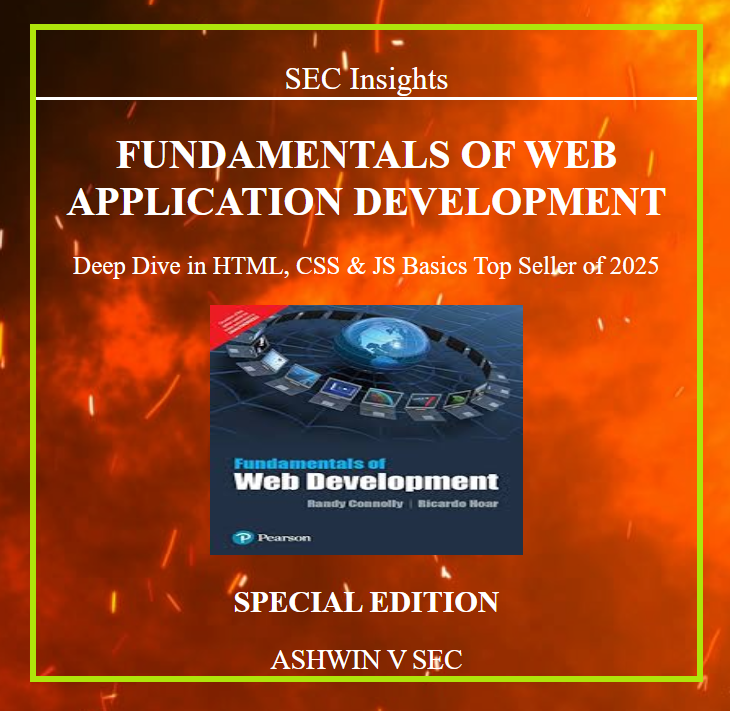 SEC Insights
FUNDAMENTALS OF WEB
APPLICATION DEVELOPMENT
Deep Dive in HTML, CSS & JS Basics Top Seller of 2025
Fundamentals of
Web Development
Randy Connolly | Ricardo Hoar
Pearson
SPECIAL EDITION
ASHWIN V SEC